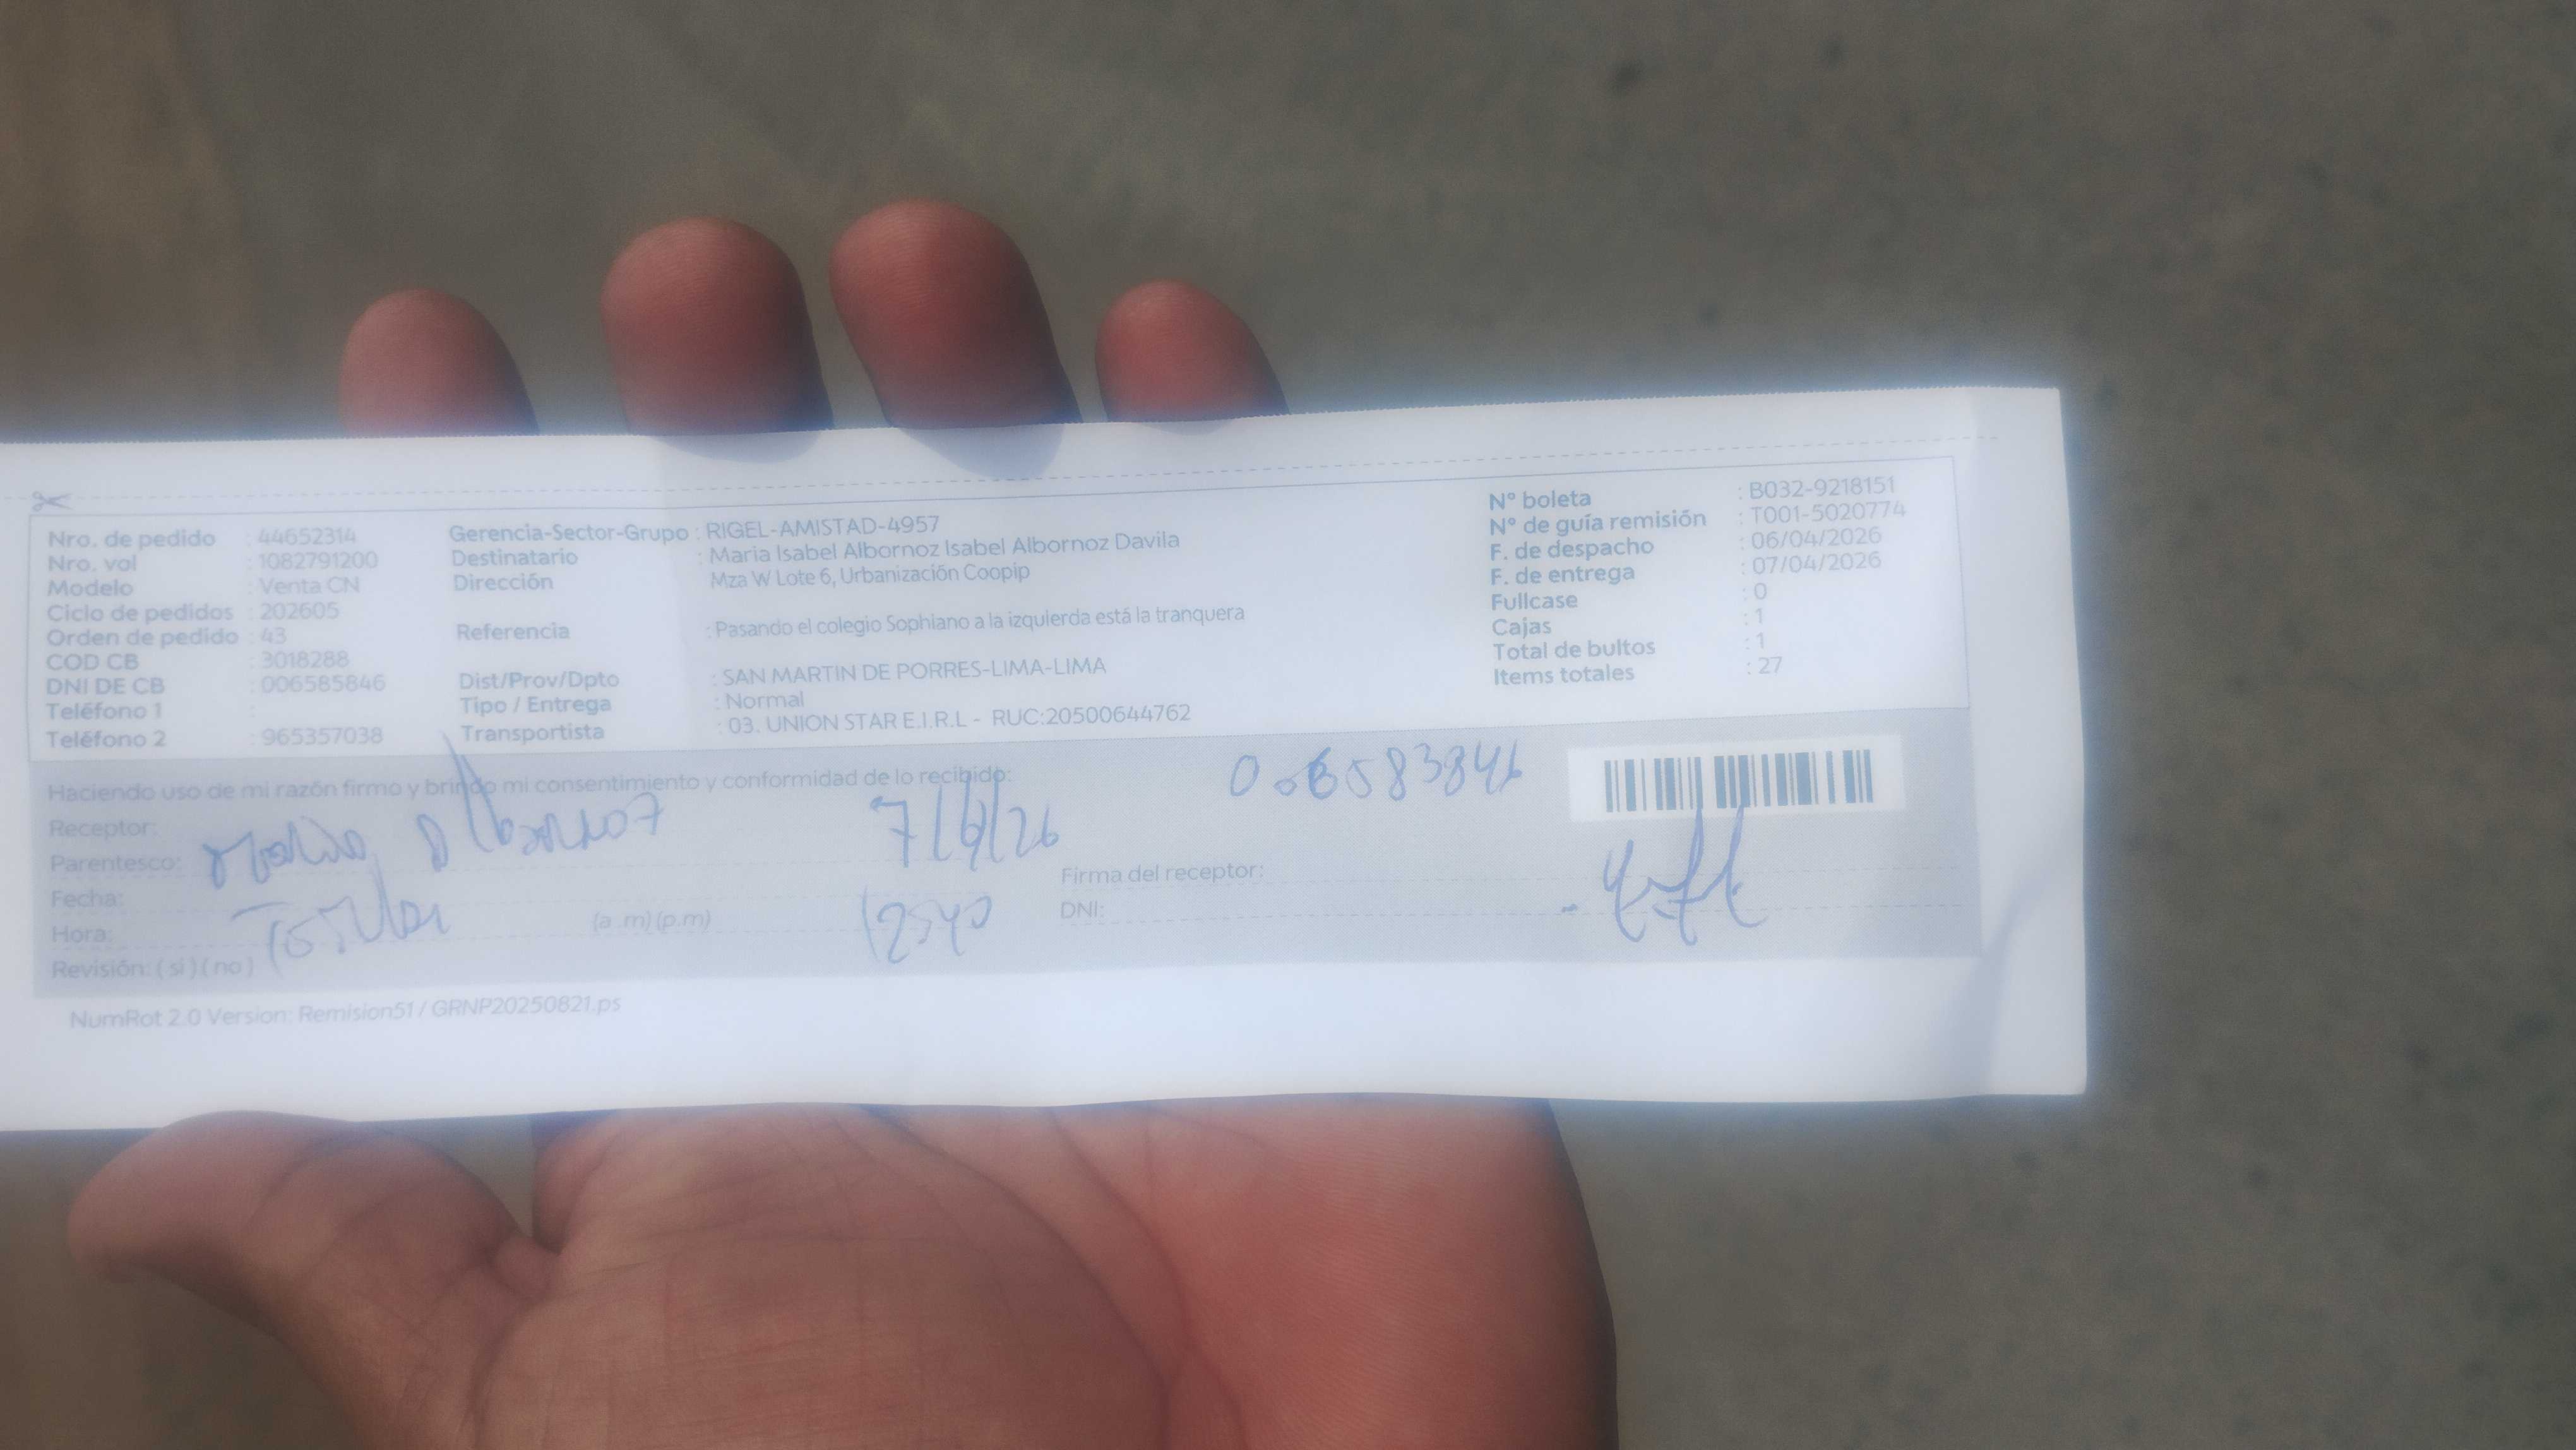 Nro. de pedido : 44652314
Nro. vol : 1082791200
Modelo : Venta CN
Ciclo de pedidos : 202605
Orden de pedido : 43
COD CB : 3018288
DNI DE CB : 006585846
Teléfono 1 :
Teléfono 2 : 965357038
Gerencia-Sector-Grupo : RIGEL-AMISTAD-4957
Destinatario : Maria Isabel Albornoz Isabel Albornoz Davila
Dirección Mza W Lote 6, Urbanización Coopip
Referencia : Pasando el colegio Sophiano a la izquierda está la tranquera
Dist/Prov/Dpto : SAN MARTIN DE PORRES-LIMA-LIMA
Tipo / Entrega : Normal
Transportista : 03. UNION STAR E.I.R.L - RUC:20500644762
N° boleta : B032-9218151
N° de guía remisión : T001-5020774
F. de despacho : 06/04/2026
F. de entrega : 07/04/2026
Fullcase : 0
Cajas : 1
Total de bultos : 1
Items totales : 27
Haciendo uso de mi razón firmo y brindo mi consentimiento y conformidad de lo recibido:
Receptor:
Parentesco: Albornoz
Fecha: 7/4/26
Hora: (a .m) (p.m) 1240
Revisión: ( si ) ( no )
Firma del receptor:
DNI:
NumRot 2.0 Version: Remision51 / GRNP20250821.ps